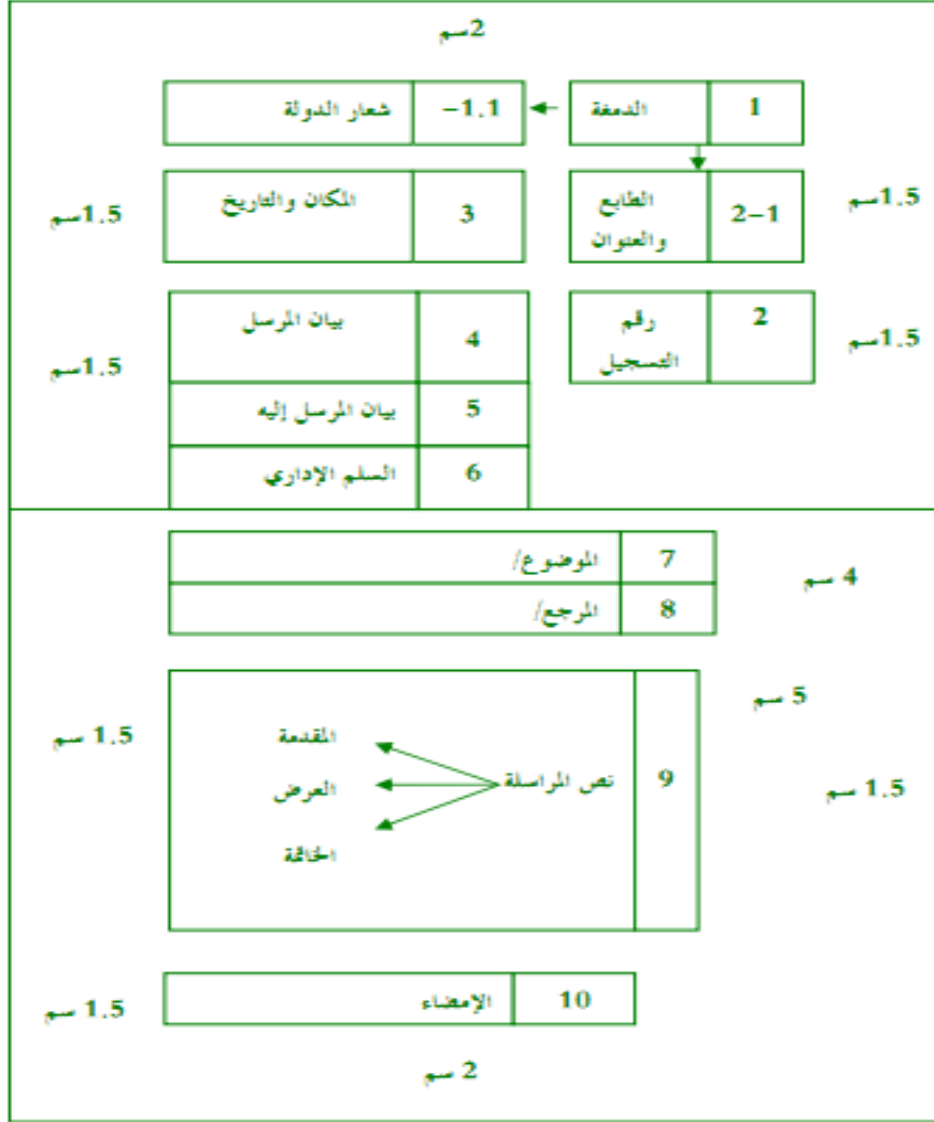 2سم
1 الدمغة
1.1- شعار الدولة
1.5سم
2-1 الطابع والعنوان
3 المكان والتاريخ
1.5سم
1.5سم
2 رقم التسجيل
4 بيان المرسل
1.5سم
5 بيان المرسل إليه
6 السلم الإداري
4 سم
7 الموضوع/
8 المرجع/
5 سم
1.5 سم
9 نص المراسلة
المقدمة
العرض
الخاتمة
1.5 سم
10 الإمضاء
1.5 سم
2 سم